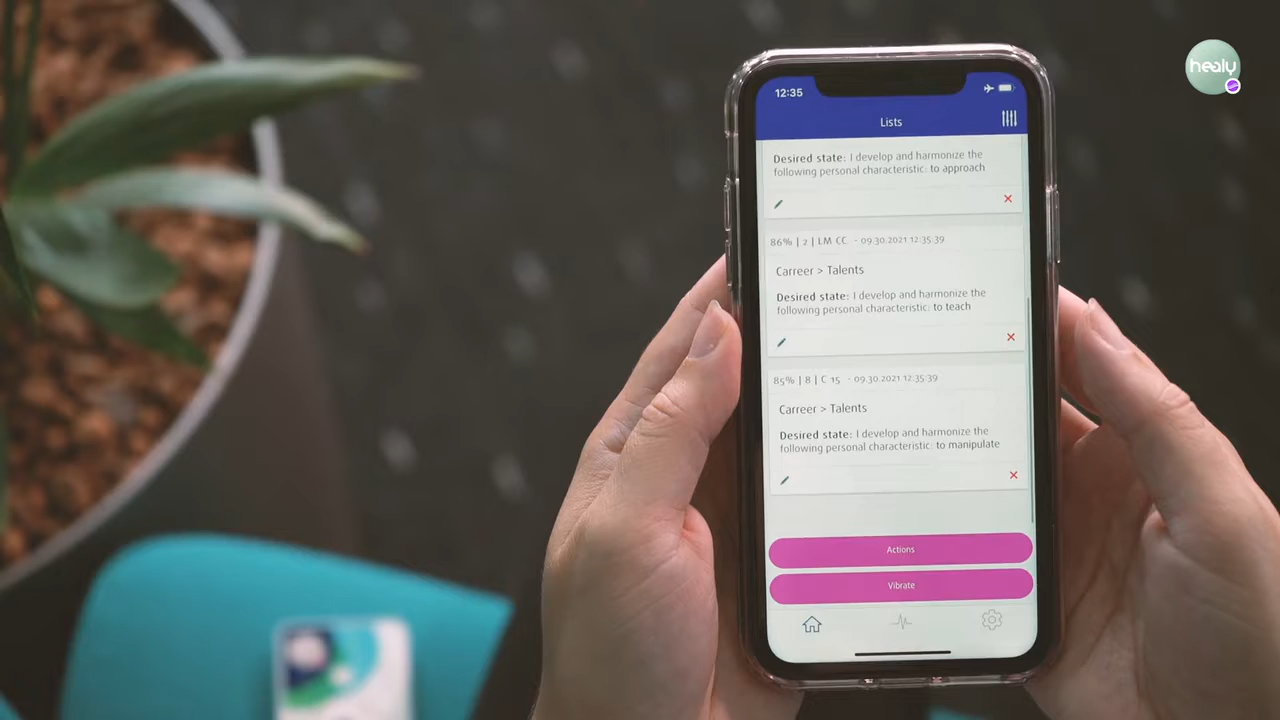 healy
12:35
Lists
Desired state: I develop and harmonize the
following personal characteristic: to approach
86% | 2 | LM CC - 09.30.2021 12:35:39
Carreer > Talents
Desired state: I develop and harmonize the
following personal characteristic: to teach
85% | 8 | C 15 - 09.30.2021 12:35:39
Carreer > Talents
Desired state: I develop and harmonize the
following personal characteristic: to manipulate
Actions
Vibrate